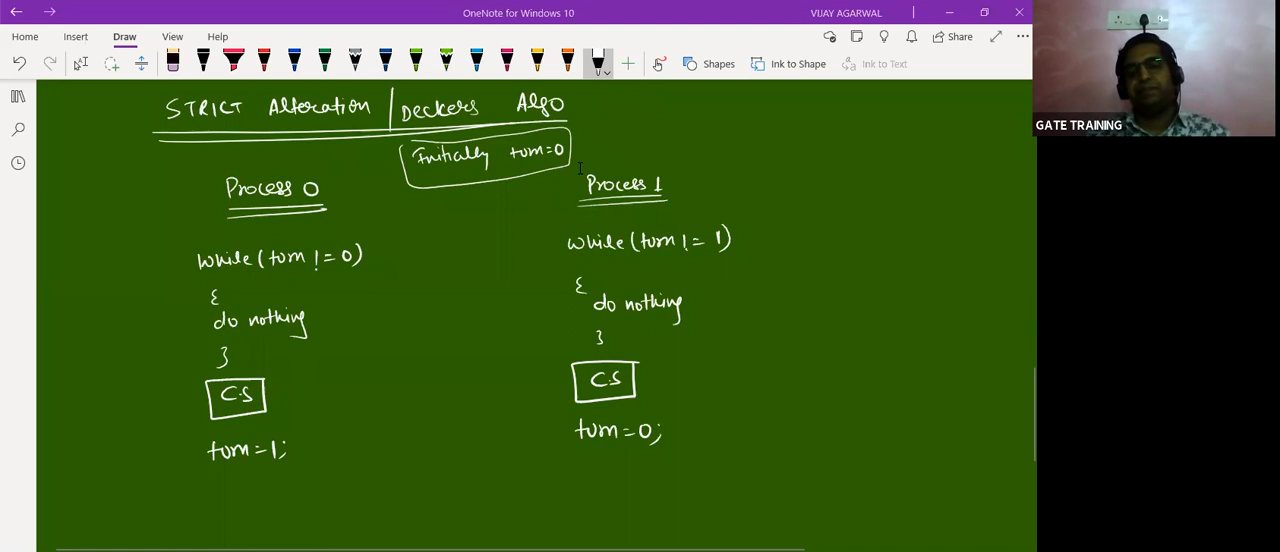 OneNote for Windows 10
VIJAY AGARWAL
Home Insert Draw View Help
Share
Shapes
Ink to Shape
Ink to Text
GATE TRAINING
STRICT Alteration | Deckers Algo
Initially turn=0
Process 0
while(turn != 0)
{
do nothing
}
C.S
turn=1;
Process 1
while(turn != 1)
{
do nothing
}
C.S
turn=0;